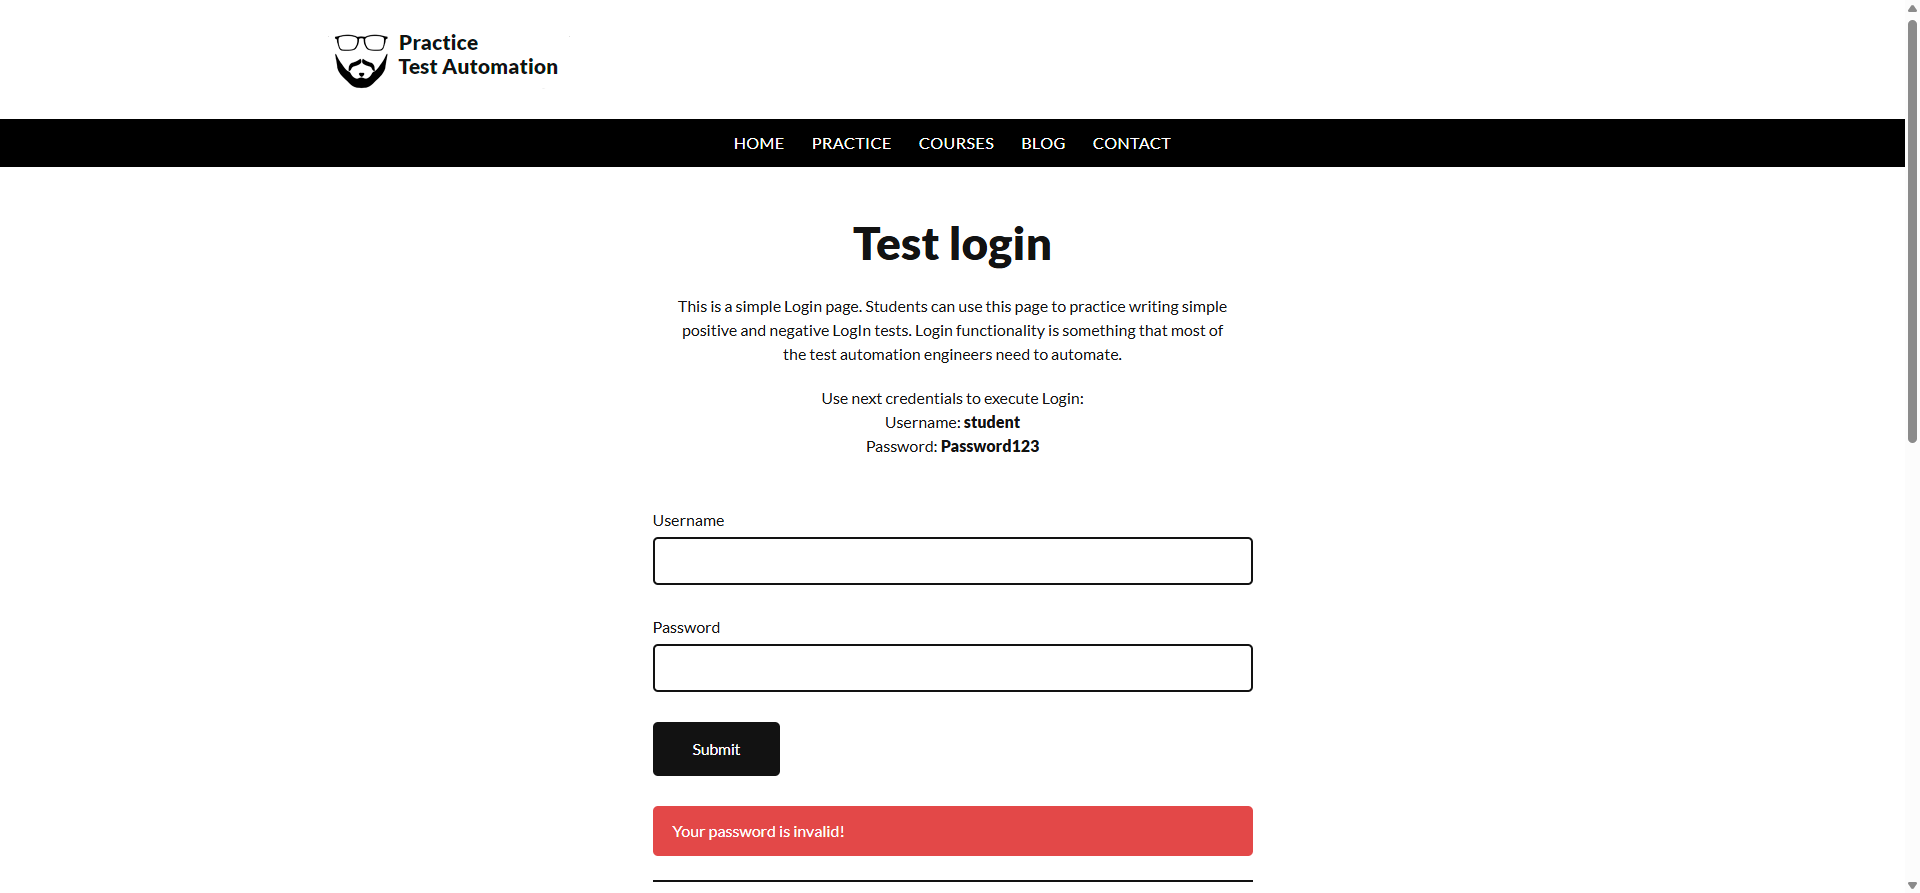 Practice
Test Automation
HOME PRACTICE COURSES BLOG CONTACT
Test login
This is a simple Login page. Students can use this page to practice writing simple
positive and negative LogIn tests. Login functionality is something that most of
the test automation engineers need to automate.
Use next credentials to execute Login:
Username: student
Password: Password123
Username
Password
Submit
Your password is invalid!